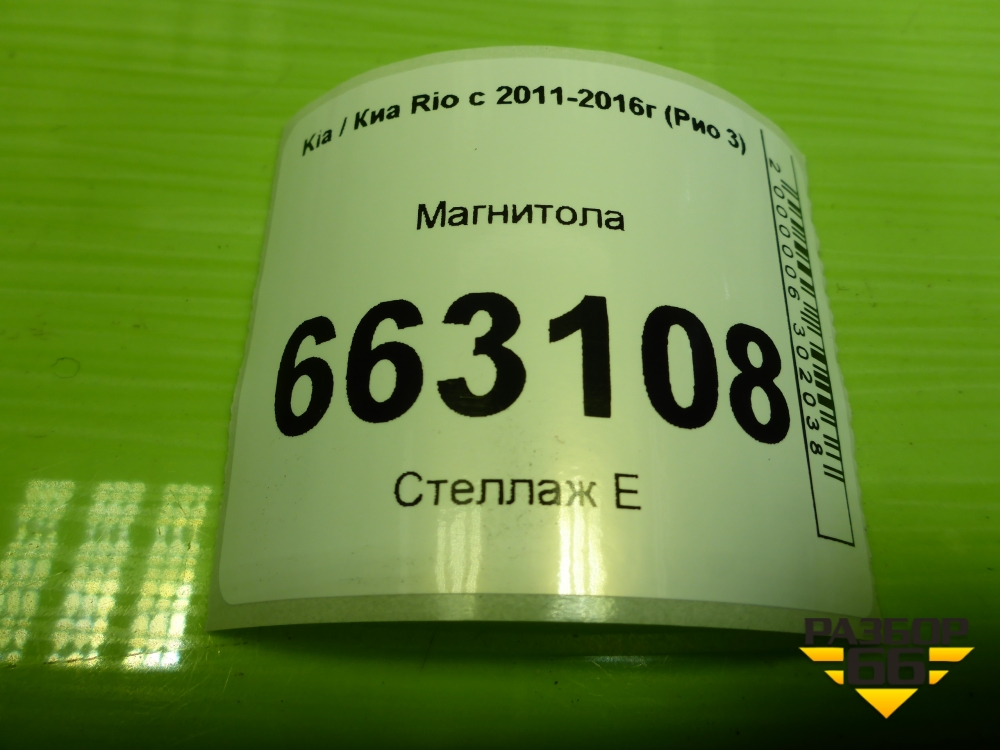 Kia / Киа Rio с 2011-2016г (Рио 3)
Магнитола
663108
Стеллаж Е
2000006302038
РАЗБОР
66